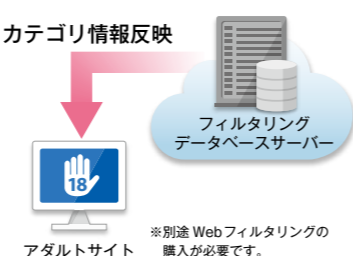 カテゴリ情報反映
フィルタリング
データベースサーバー
18
※別途 Webフィルタリングの
購入が必要です。
アダルトサイト